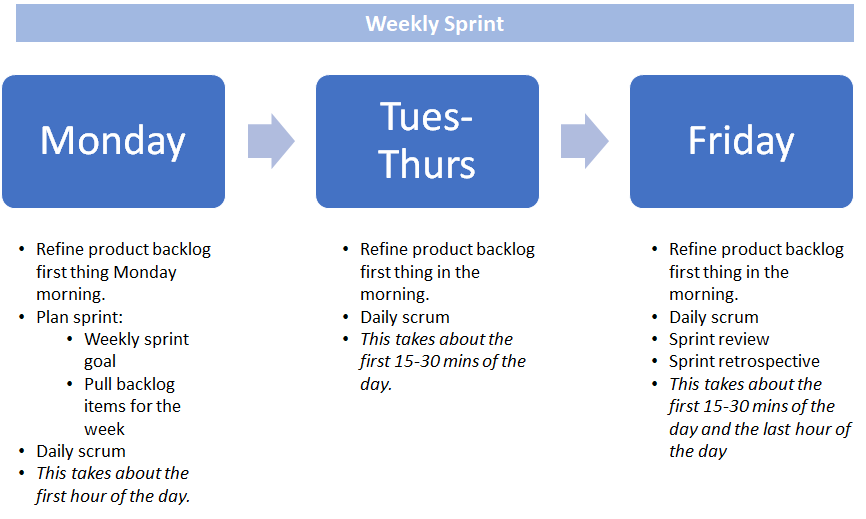 Weekly Sprint
Monday
Tues-
Thurs
Friday
• Refine product backlog
first thing Monday
morning.
• Plan sprint:
• Weekly sprint
goal
• Pull backlog
items for the
week
• Daily scrum
• This takes about the
first hour of the day.
• Refine product backlog
first thing in the
morning.
• Daily scrum
• This takes about the
first 15-30 mins of the
day.
• Refine product backlog
first thing in the
morning.
• Daily scrum
• Sprint review
• Sprint retrospective
• This takes about the
first 15-30 mins of the
day and the last hour of
the day